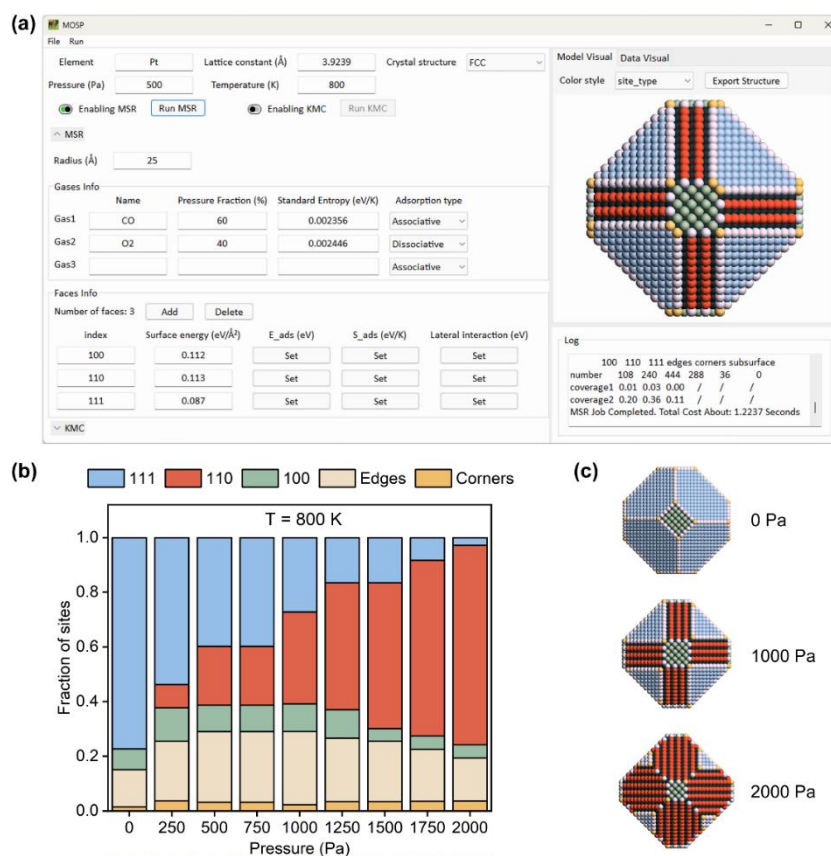 (a)
MOSP
File Run
Element Pt Lattice constant (Å) 3.9239 Crystal structure FCC
Pressure (Pa) 500 Temperature (K) 800
Enabling MSR Run MSR Enabling KMC Run KMC
MSR
Radius (Å) 25
Gases Info
Name Pressure Fraction (%) Standard Entropy (eV/K) Adsorption type
Gas1 CO 60 0.002356 Associative
Gas2 O2 40 0.002446 Dissociative
Gas3 Associative
Faces Info
Number of faces: 3 Add Delete
index Surface energy (eV/Å²) E_ads (eV) S_ads (eV/K) Lateral interaction (eV)
100 0.112 Set Set Set
110 0.113 Set Set Set
111 0.087 Set Set Set
KMC
Model Visual Data Visual
Color style site_type Export Structure
Log
100 110 111 edges corners subsurface
number 108 240 444 288 36 0
coverage1 0.01 0.03 0.00 / / /
coverage2 0.20 0.36 0.11 / / /
MSR Job Completed. Total Cost About: 1.2237 Seconds
(b)
111 110 100 Edges Corners
T = 800 K
Fraction of sites
1.0
0.8
0.6
0.4
0.2
0.0
0 250 500 750 1000 1250 1500 1750 2000
Pressure (Pa)
(c)
0 Pa
1000 Pa
2000 Pa